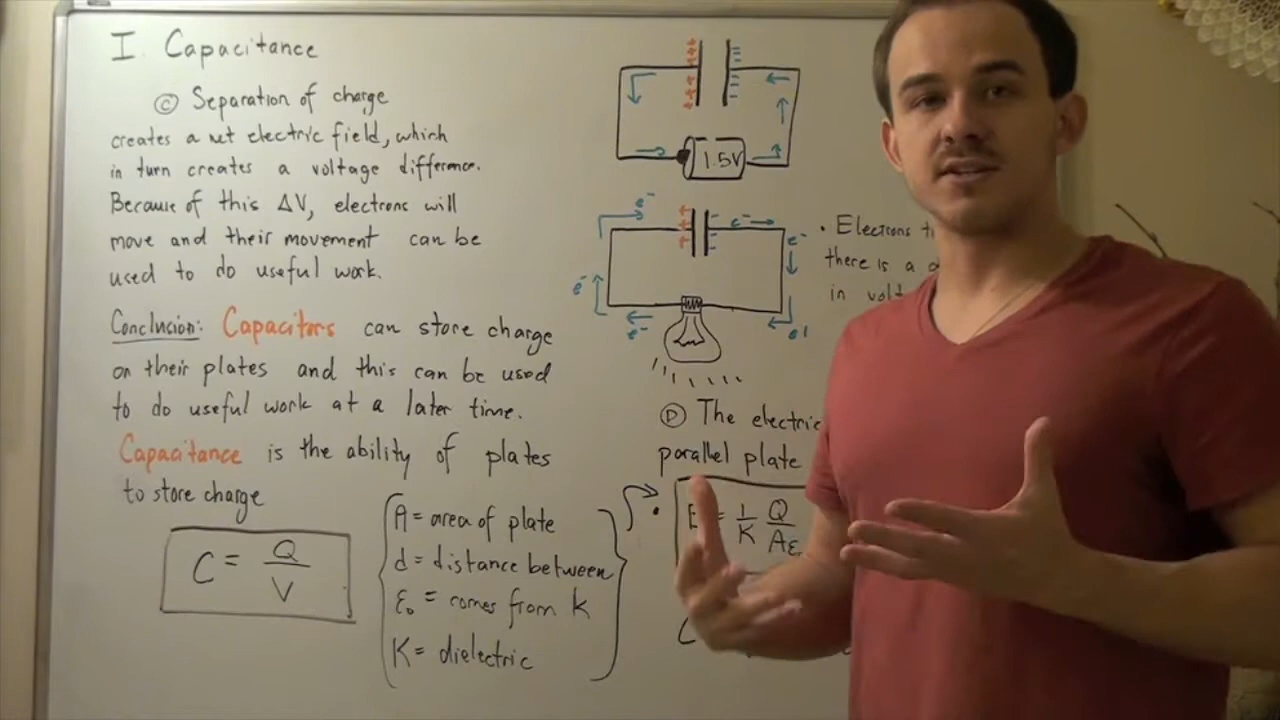 I. Capacitance
Ⓒ Separation of charge
creates a net electric field, which
in turn creates a voltage difference.
Because of this ΔV, electrons will
move and their movement can be
used to do useful work.
Conclusion: Capacitors can store charge
on their plates and this can be used
to do useful work at a later time.
Capacitance is the ability of plates
to store charge
C = Q/V
A = area of plate
d = distance between
ε₀ = comes from k
K = dielectric
1.5V
e⁻
e⁻
e⁻
e⁻
e⁻
• Electrons
there is a
in
Ⓓ The electric
parallel plate
E = 1/K Q/Aε
C